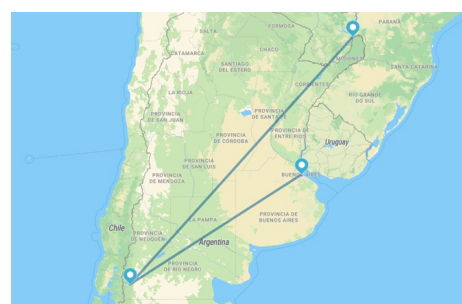 FORMOSA
PARANÁ
SALTA
CATAMARCA
CHACO
SANTIAGO
DEL ESTERO
MISIONES
SANTA CATARINA
LA RIOJA
CORRIENTES
RIO GRANDE
DO SUL
PROVINCIA
DE SAN JUAN
PROVINCIA
DE SANTA FE
PROVINCIA
DE CÓRDOBA
PROVINCIA DE
ENTRE RÍOS
Uruguay
PROVINCIA
DE SAN LUIS
PROVINCIA
DE MENDOZA
BUENOS AIRES
LA PAMPA
PROVINCIA DE
BUENOS AIRES
Chile
PROVINCIA
DE NEUQUÉN
Argentina
PROVINCIA
DE RÍO NEGRO